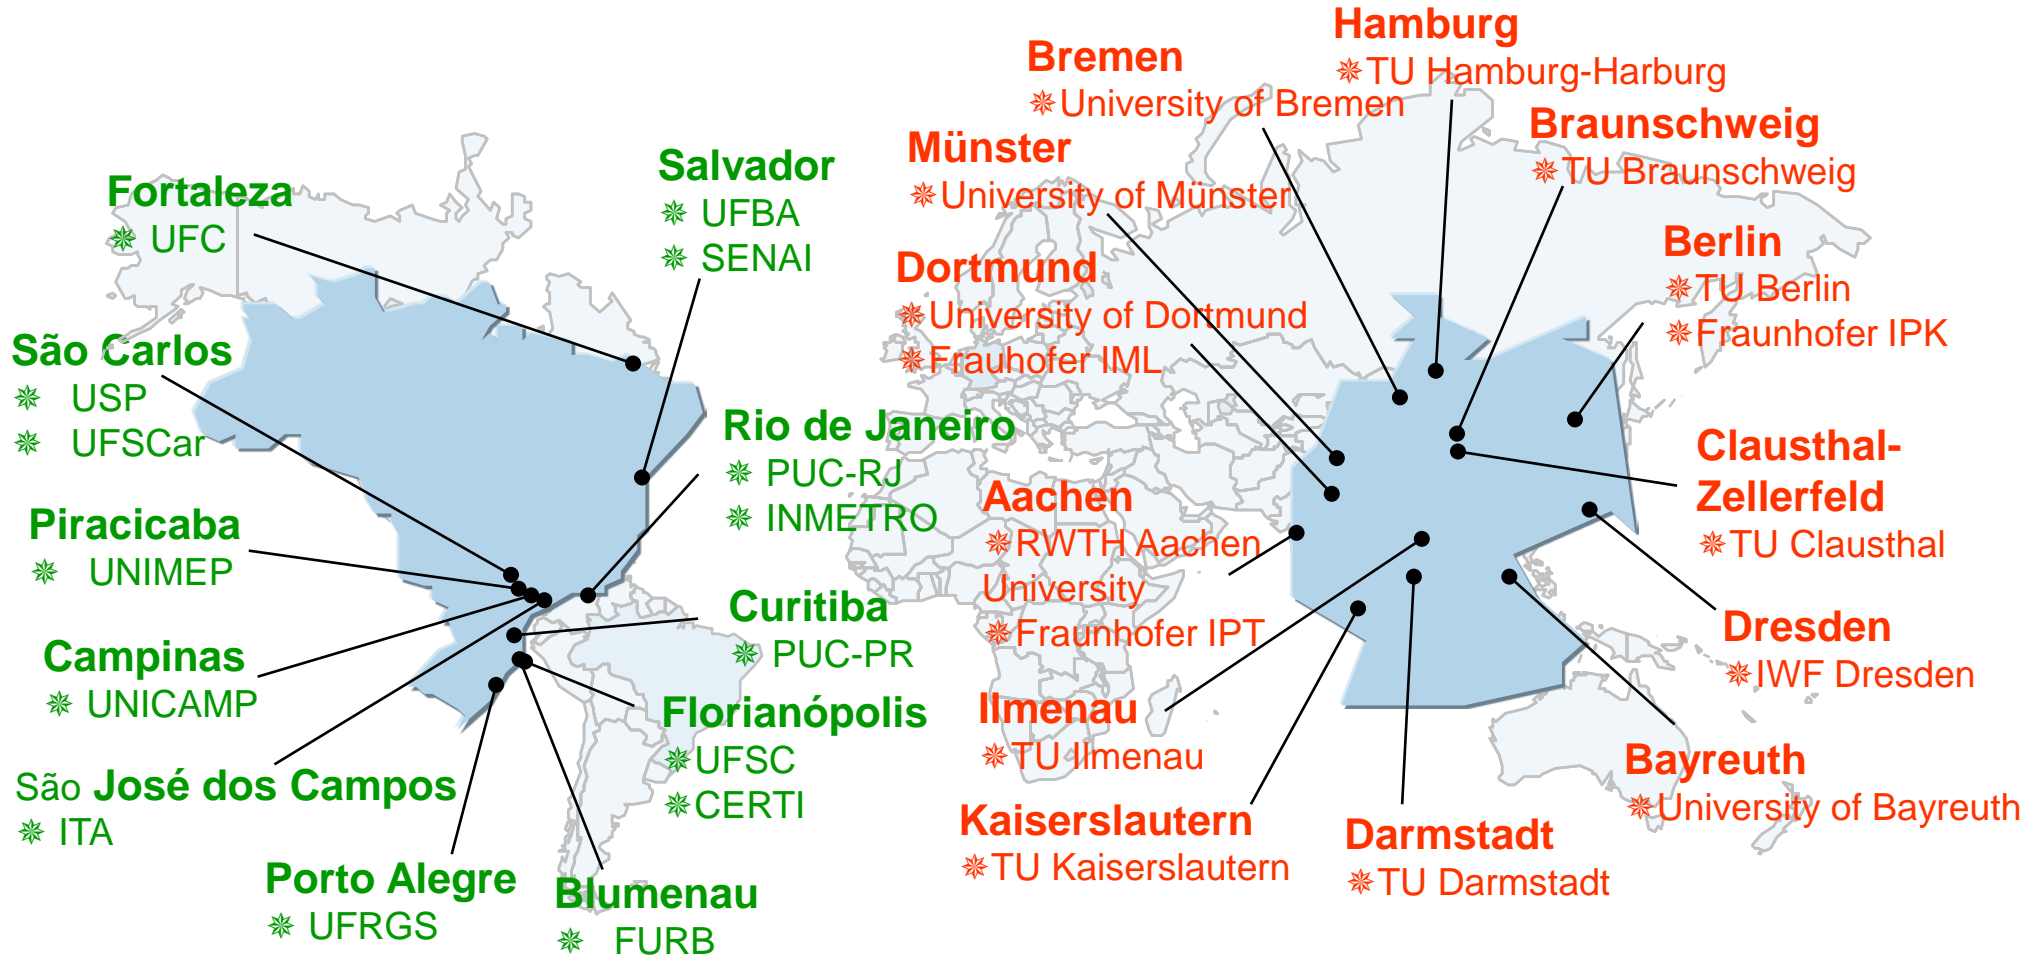 Fortaleza
✵ UFC
Salvador
✵ UFBA
✵ SENAI
São Carlos
✵ USP
✵ UFSCar
Rio de Janeiro
✵ PUC-RJ
✵ INMETRO
Piracicaba
✵ UNIMEP
Curitiba
✵ PUC-PR
Campinas
✵ UNICAMP
Florianópolis
✵UFSC
✵CERTI
São José dos Campos
✵ ITA
Porto Alegre
✵ UFRGS
Blumenau
✵ FURB
Hamburg
✵TU Hamburg-Harburg
Bremen
✵University of Bremen
Braunschweig
✵TU Braunschweig
Münster
✵University of Münster
Berlin
✵TU Berlin
✵Fraunhofer IPK
Dortmund
✵University of Dortmund
✵Frauhofer IML
Clausthal-
Zellerfeld
✵TU Clausthal
Aachen
✵RWTH Aachen
University
✵Fraunhofer IPT
Dresden
✵IWF Dresden
Ilmenau
✵TU Ilmenau
Bayreuth
✵University of Bayreuth
Kaiserslautern
✵TU Kaiserslautern
Darmstadt
✵TU Darmstadt